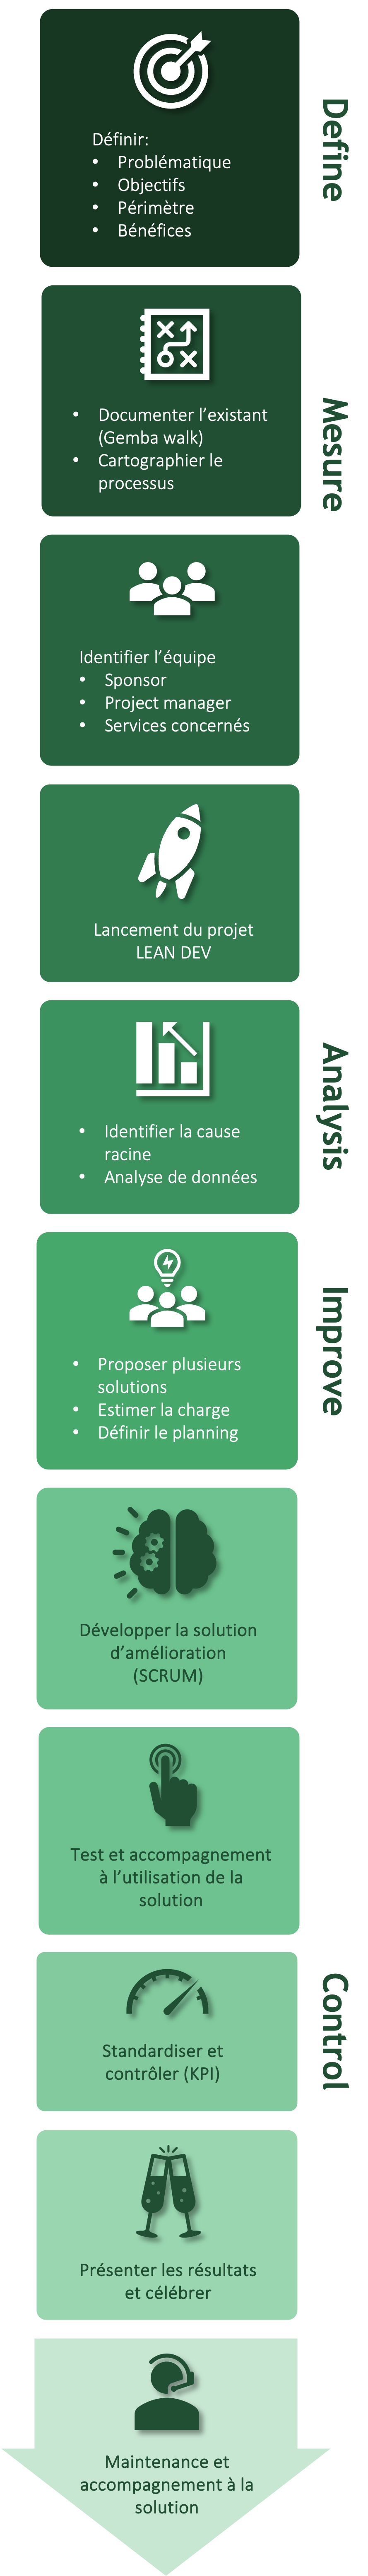 Define
Définir:
• Problématique
• Objectifs
• Périmètre
• Bénéfices
Mesure
• Documenter l'existant
(Gemba walk)
• Cartographier le
processus
Identifier l'équipe
• Sponsor
• Project manager
• Services concernés
Lancement du projet
LEAN DEV
Analysis
• Identifier la cause
racine
• Analyse de données
Improve
• Proposer plusieurs
solutions
• Estimer la charge
• Définir le planning
Développer la solution
d'amélioration
(SCRUM)
Test et accompagnement
à l'utilisation de la
solution
Control
Standardiser et
contrôler (KPI)
Présenter les résultats
et célébrer
Maintenance et
accompagnement à la
solution